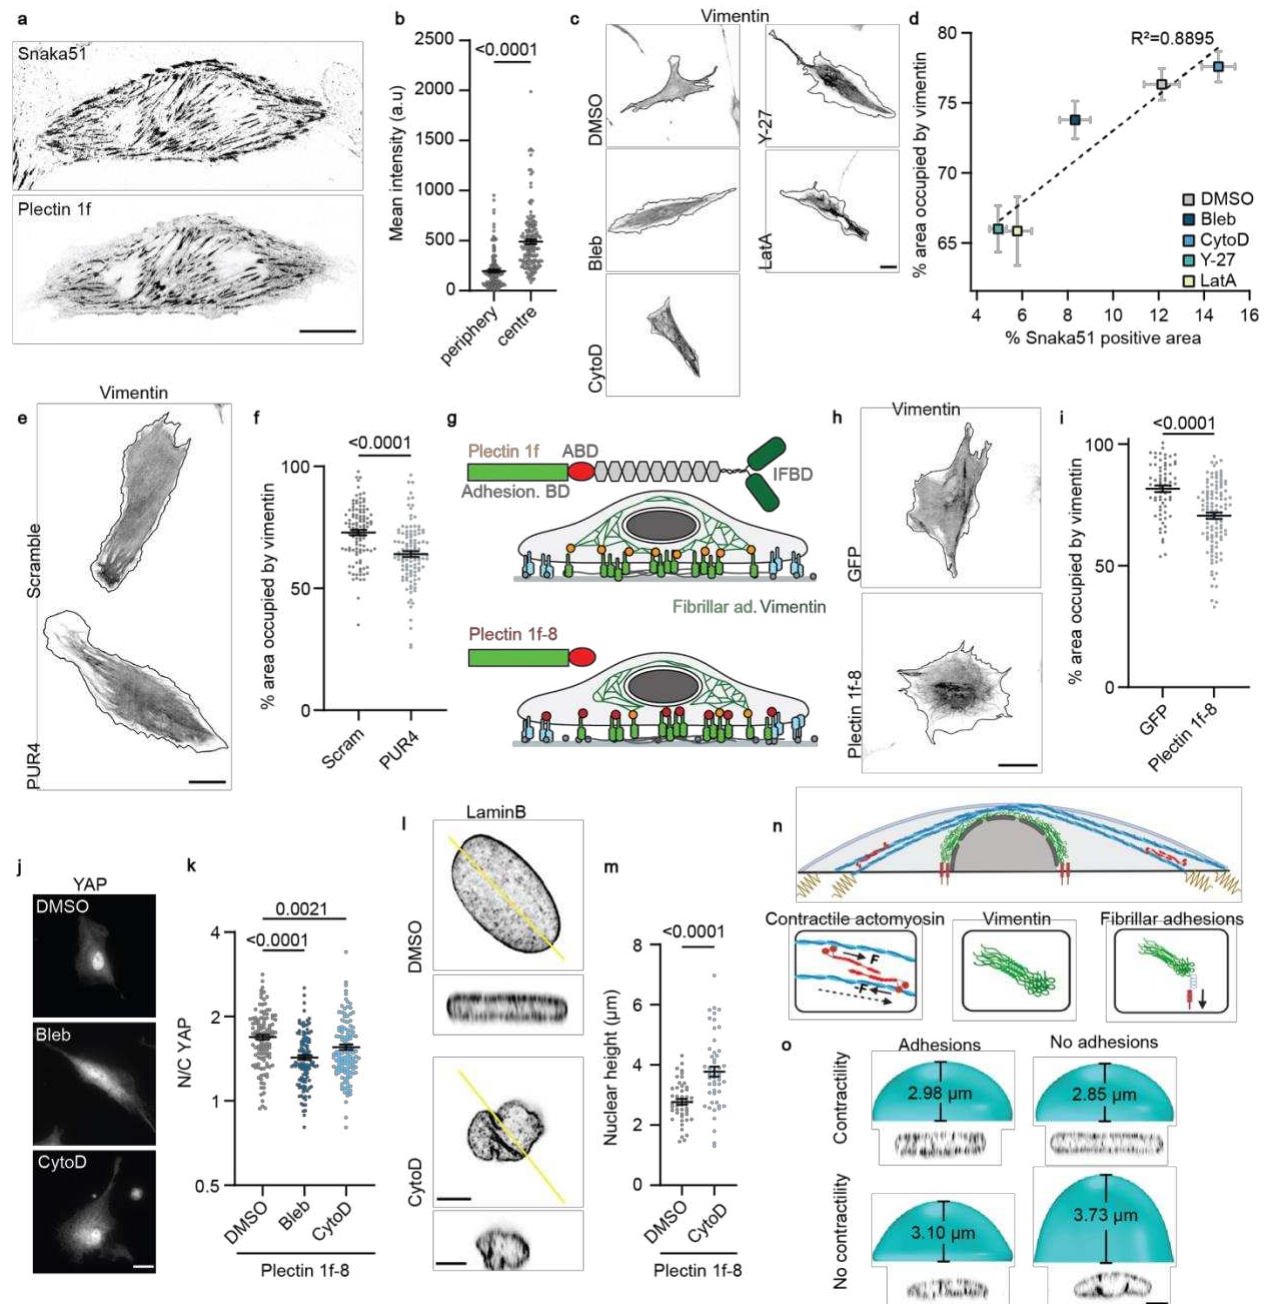 a
Snaka51
Plectin 1f
b
<0.0001
Mean intensity (a.u)
2500
2000
1500
1000
500
0
periphery
centre
c
Vimentin
DMSO
Y-27
Bleb
LatA
CytoD
d
R²=0.8895
% area occupied by vimentin
80
75
70
65
DMSO
Bleb
CytoD
Y-27
LatA
4 6 8 10 12 14 16
% Snaka51 positive area
e
Vimentin
Scramble
PUR4
f
<0.0001
% area occupied by vimentin
100
50
0
Scram
PUR4
g
Plectin 1f
ABD
Adhesion. BD
IFBD
Fibrillar ad. Vimentin
Plectin 1f-8
h
Vimentin
GFP
Plectin 1f-8
i
<0.0001
% area occupied by vimentin
100
50
0
GFP
Plectin 1f-8
j
YAP
DMSO
Bleb
CytoD
k
0.0021
<0.0001
N/C YAP
4
2
1
0.5
DMSO
Bleb
CytoD
Plectin 1f-8
l
LaminB
DMSO
CytoD
m
<0.0001
Nuclear height (µm)
8
6
4
2
0
DMSO
CytoD
Plectin 1f-8
n
Contractile actomyosin
Vimentin
Fibrillar adhesions
F
-F
o
Adhesions
No adhesions
Contractility
2.98 µm
2.85 µm
No contractility
3.10 µm
3.73 µm